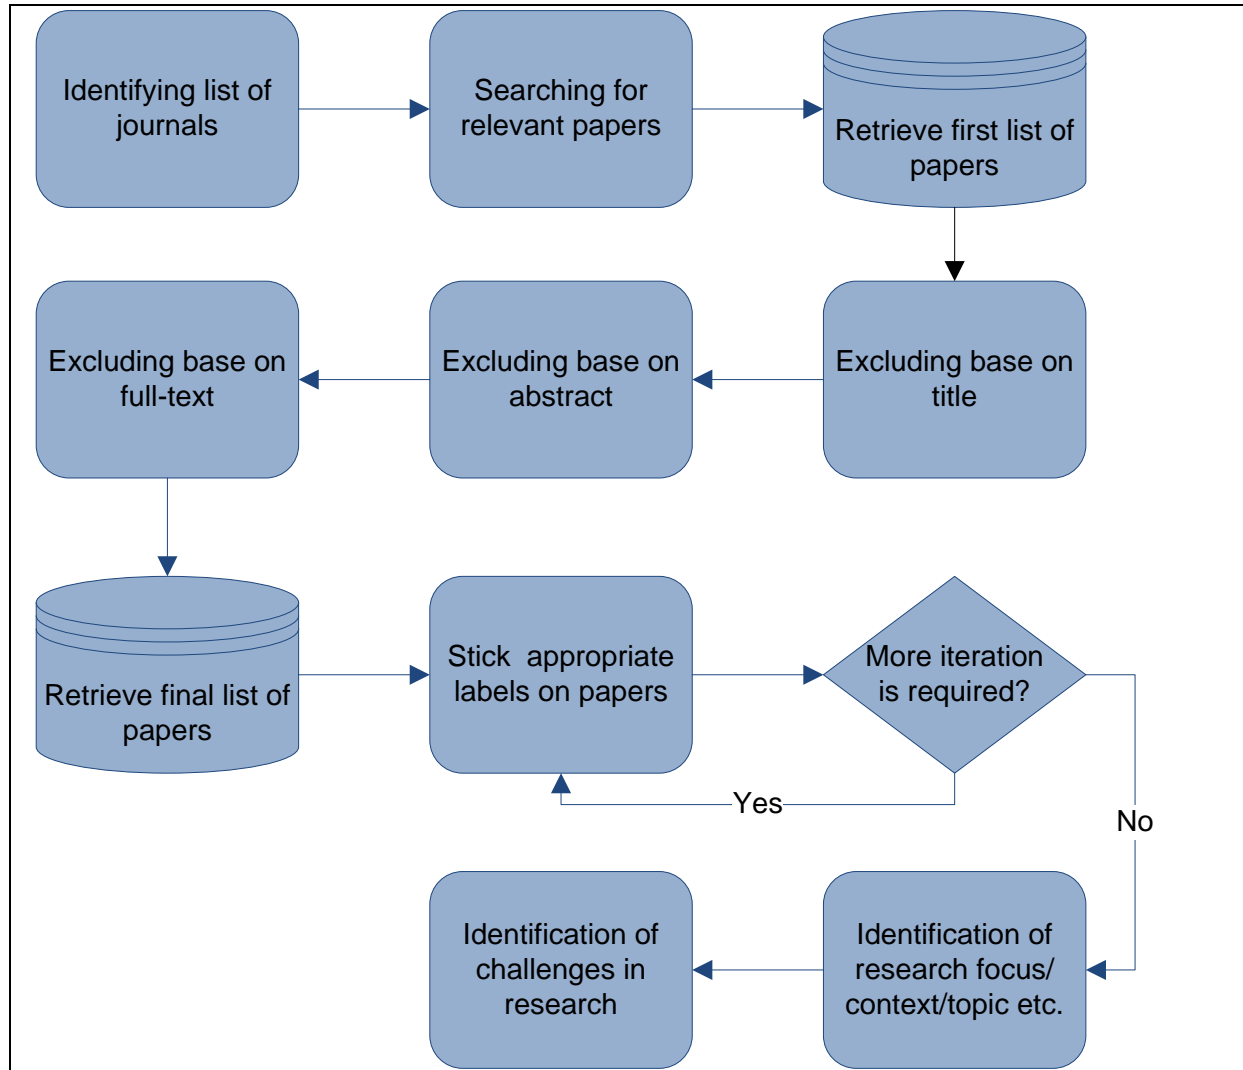 Identifying list of
journals
Searching for
relevant papers
Retrieve first list of
papers
Excluding base on
title
Excluding base on
abstract
Excluding base on
full-text
Retrieve final list of
papers
Stick  appropriate
labels on papers
More iteration
is required?
Yes
No
Identification of
research focus/
context/topic etc.
Identification of
challenges in
research